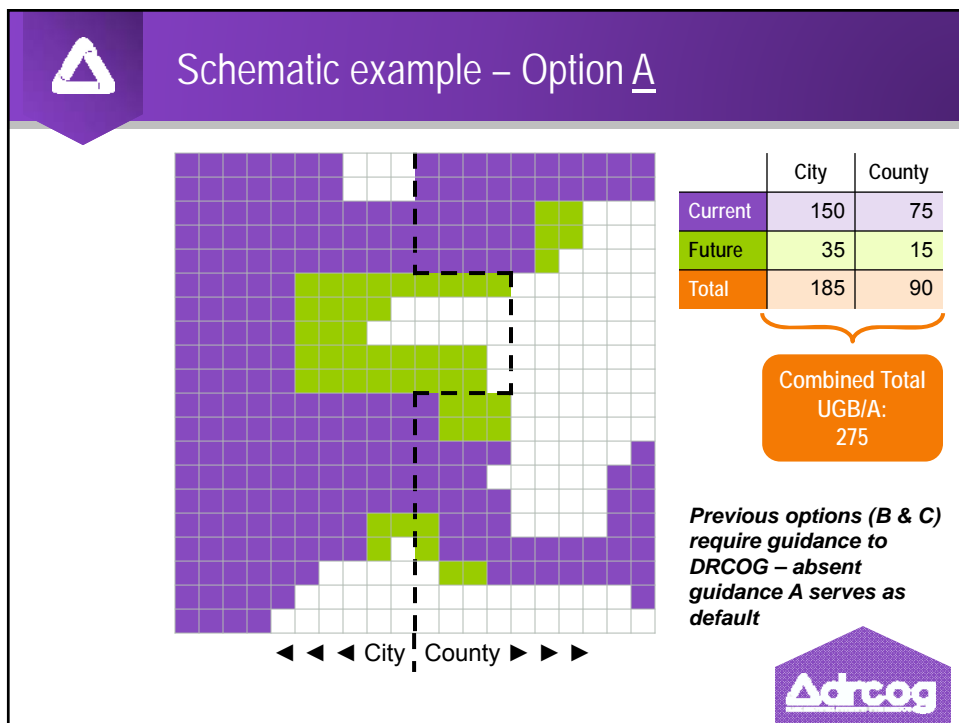 Schematic example – Option A
City County
Current 150 75
Future 35 15
Total 185 90
Combined Total
UGB/A:
275
Previous options (B & C)
require guidance to
DRCOG – absent
guidance A serves as
default
◄ ◄ ◄ City County ► ► ►
drcog